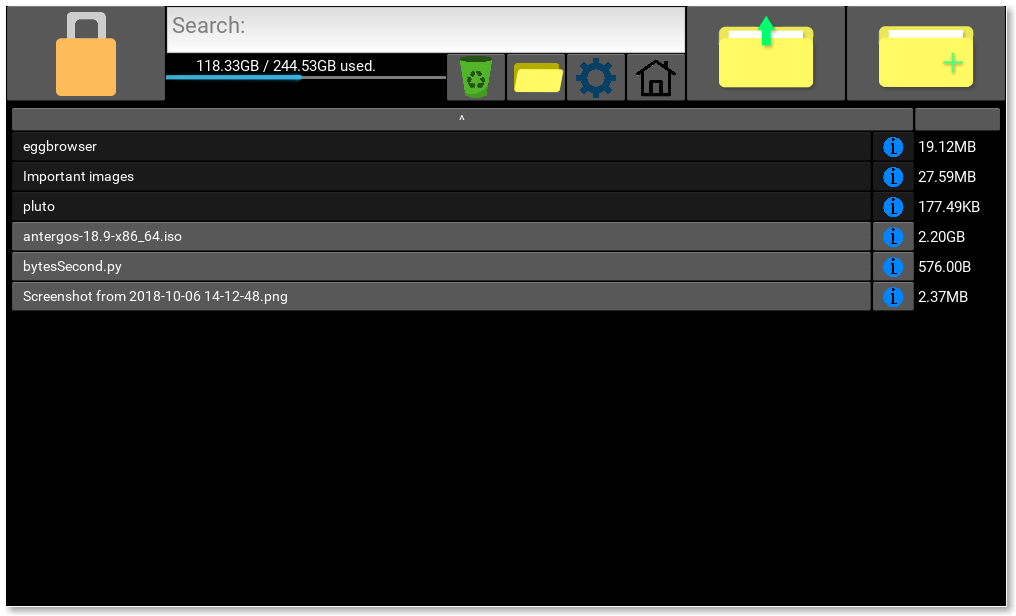 Search:
118.33GB / 244.53GB used.
^
eggbrowser 19.12MB
Important images 27.59MB
pluto 177.49KB
antergos-18.9-x86_64.iso 2.20GB
bytesSecond.py 576.00B
Screenshot from 2018-10-06 14-12-48.png 2.37MB